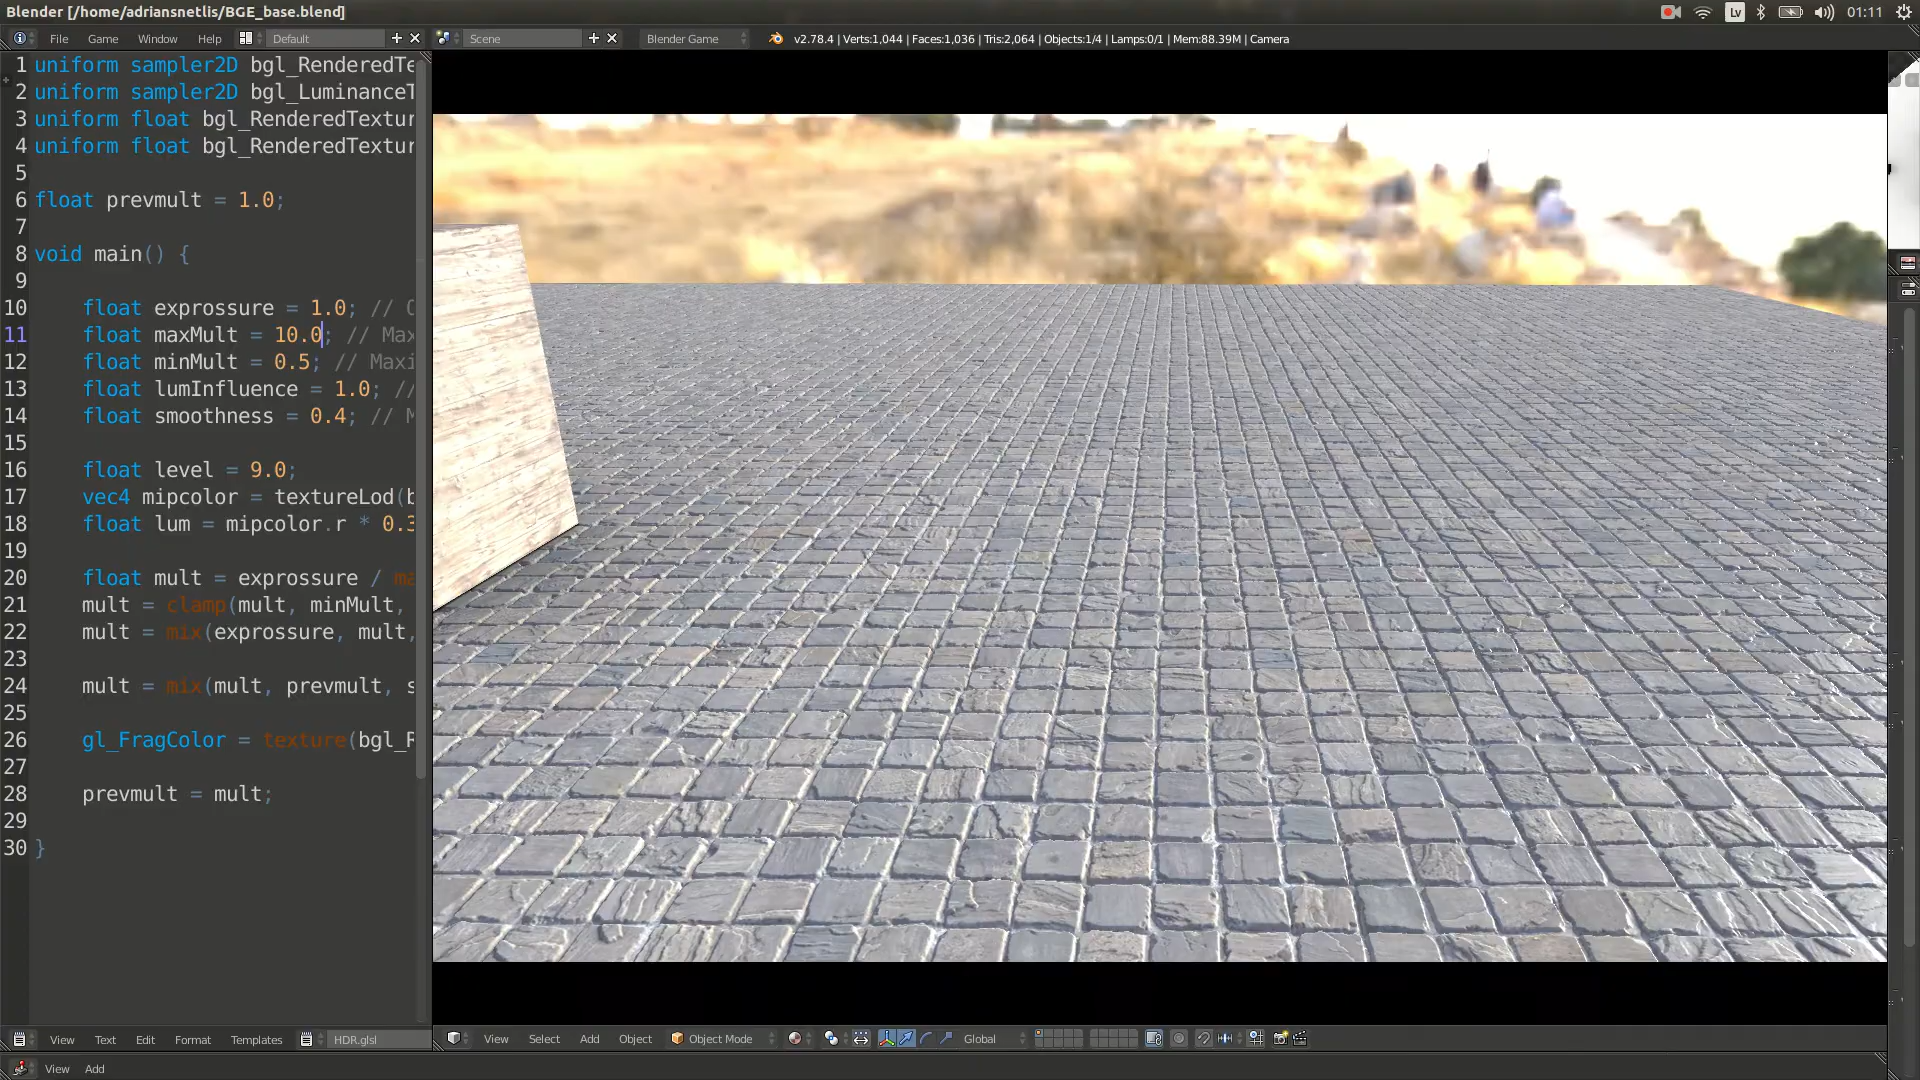 Blender [/home/adriansnetlis/BGE_base.blend]
Lv 01:11
File Game Window Help Default Scene Blender Game v2.78.4 | Verts:1,044 | Faces:1,036 | Tris:2,064 | Objects:1/4 | Lamps:0/1 | Mem:88.39M | Camera
1 uniform sampler2D bgl_RenderedTe
2 uniform sampler2D bgl_LuminanceT
3 uniform float bgl_RenderedTextur
4 uniform float bgl_RenderedTextur
5
6 float prevmult = 1.0;
7
8 void main() {
9
10 float exprossure = 1.0; //
11 float maxMult = 10.0; // Max
12 float minMult = 0.5; // Maxi
13 float lumInfluence = 1.0; //
14 float smoothness = 0.4; // M
15
16 float level = 9.0;
17 vec4 mipcolor = textureLod(b
18 float lum = mipcolor.r * 0.3
19
20 float mult = exprossure / ma
21 mult = clamp(mult, minMult,
22 mult = mix(exprossure, mult,
23
24 mult = mix(mult, prevmult, s
25
26 gl_FragColor = texture(bgl_R
27
28 prevmult = mult;
29
30 }
View Text Edit Format Templates HDR.glsl View Select Add Object Object Mode Global
View Add